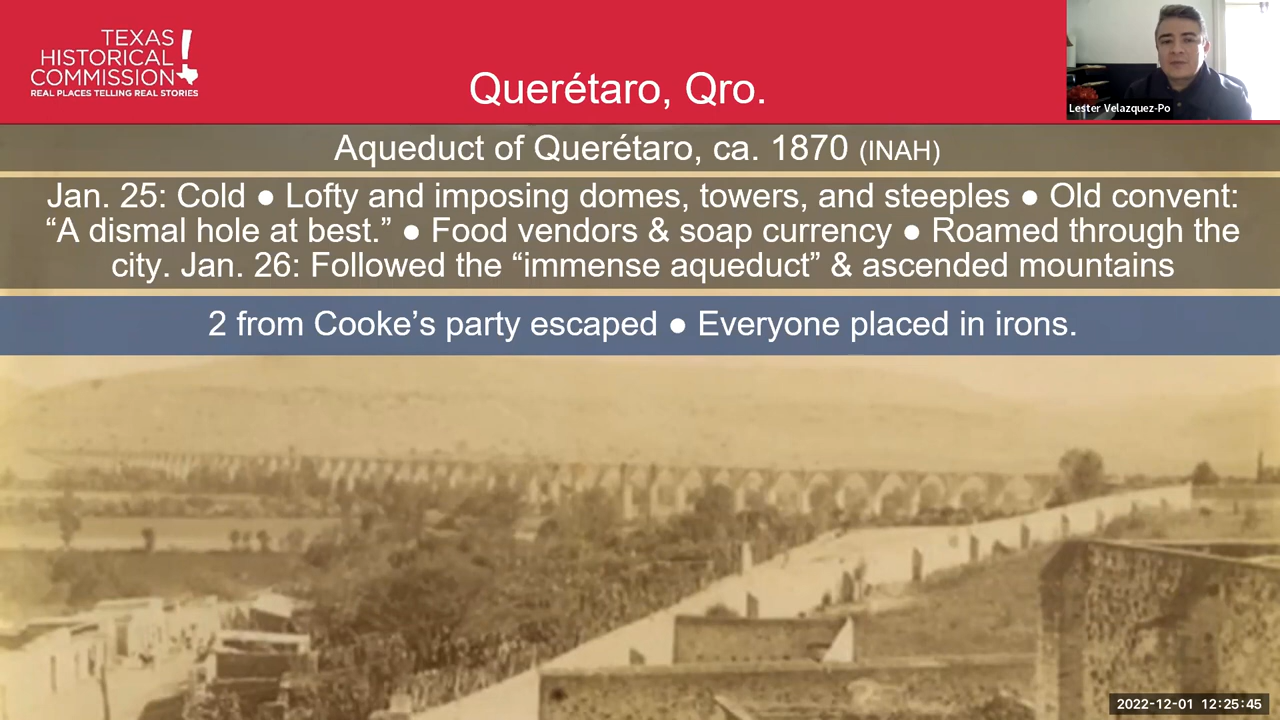 TEXAS
HISTORICAL
COMMISSION
REAL PLACES TELLING REAL STORIES
Querétaro, Qro.
Lester Velazquez-Po
Aqueduct of Querétaro, ca. 1870 (INAH)
Jan. 25: Cold ● Lofty and imposing domes, towers, and steeples ● Old convent:
“A dismal hole at best.” ● Food vendors & soap currency ● Roamed through the
city. Jan. 26: Followed the “immense aqueduct” & ascended mountains
2 from Cooke’s party escaped ● Everyone placed in irons.
2022-12-01 12:25:45